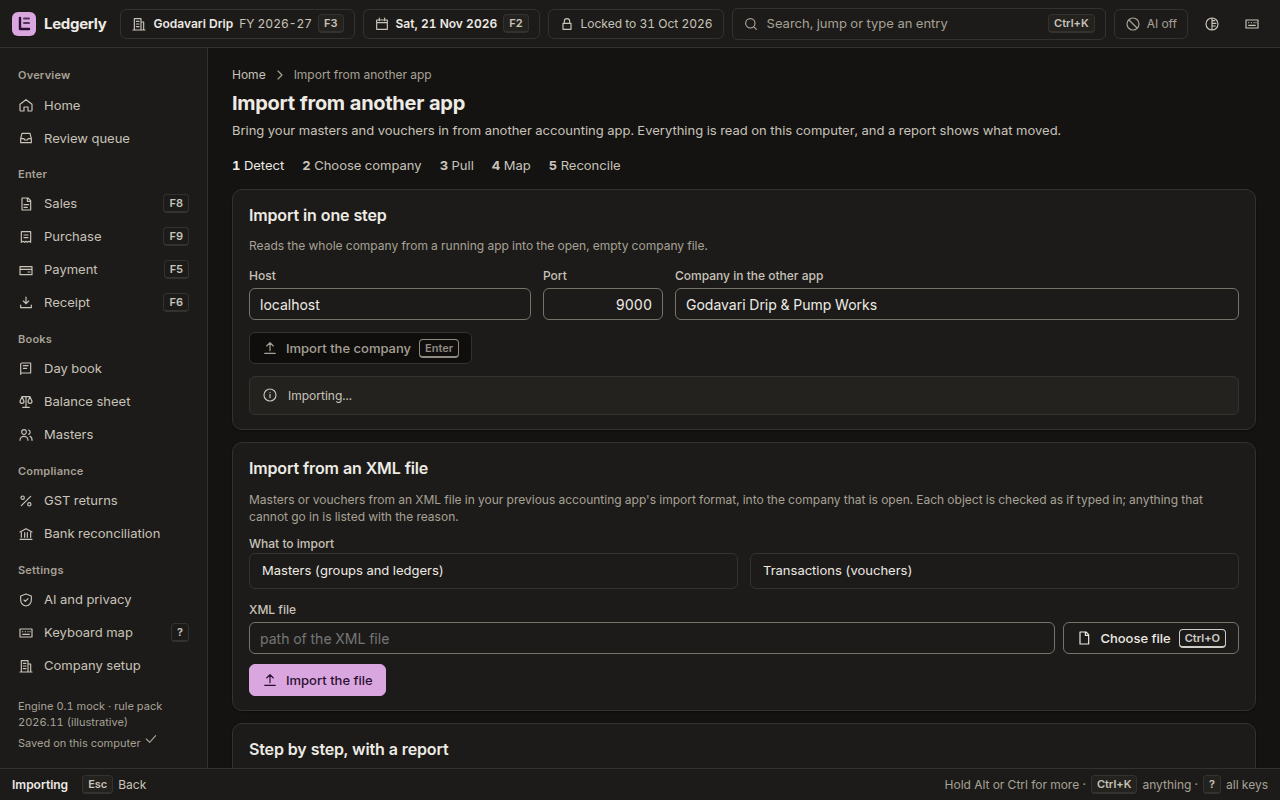 Ledgerly
Godavari Drip FY 2026-27 F3
Sat, 21 Nov 2026 F2
Locked to 31 Oct 2026
Search, jump or type an entry Ctrl+K
AI off
Overview
Home
Review queue
Enter
Sales F8
Purchase F9
Payment F5
Receipt F6
Books
Day book
Balance sheet
Masters
Compliance
GST returns
Bank reconciliation
Settings
AI and privacy
Keyboard map ?
Company setup
Engine 0.1 mock · rule pack
2026.11 (illustrative)
Saved on this computer
Home Import from another app
Import from another app
Bring your masters and vouchers in from another accounting app. Everything is read on this computer, and a report shows what moved.
1 Detect 2 Choose company 3 Pull 4 Map 5 Reconcile
Import in one step
Reads the whole company from a running app into the open, empty company file.
Host Port Company in the other app
localhost 9000 Godavari Drip & Pump Works
Import the company Enter
Importing...
Import from an XML file
Masters or vouchers from an XML file in your previous accounting app's import format, into the company that is open. Each object is checked as if typed in; anything that
cannot go in is listed with the reason.
What to import
Masters (groups and ledgers) Transactions (vouchers)
XML file
path of the XML file Choose file Ctrl+O
Import the file
Step by step, with a report
Importing Esc Back
Hold Alt or Ctrl for more · Ctrl+K anything · ? all keys